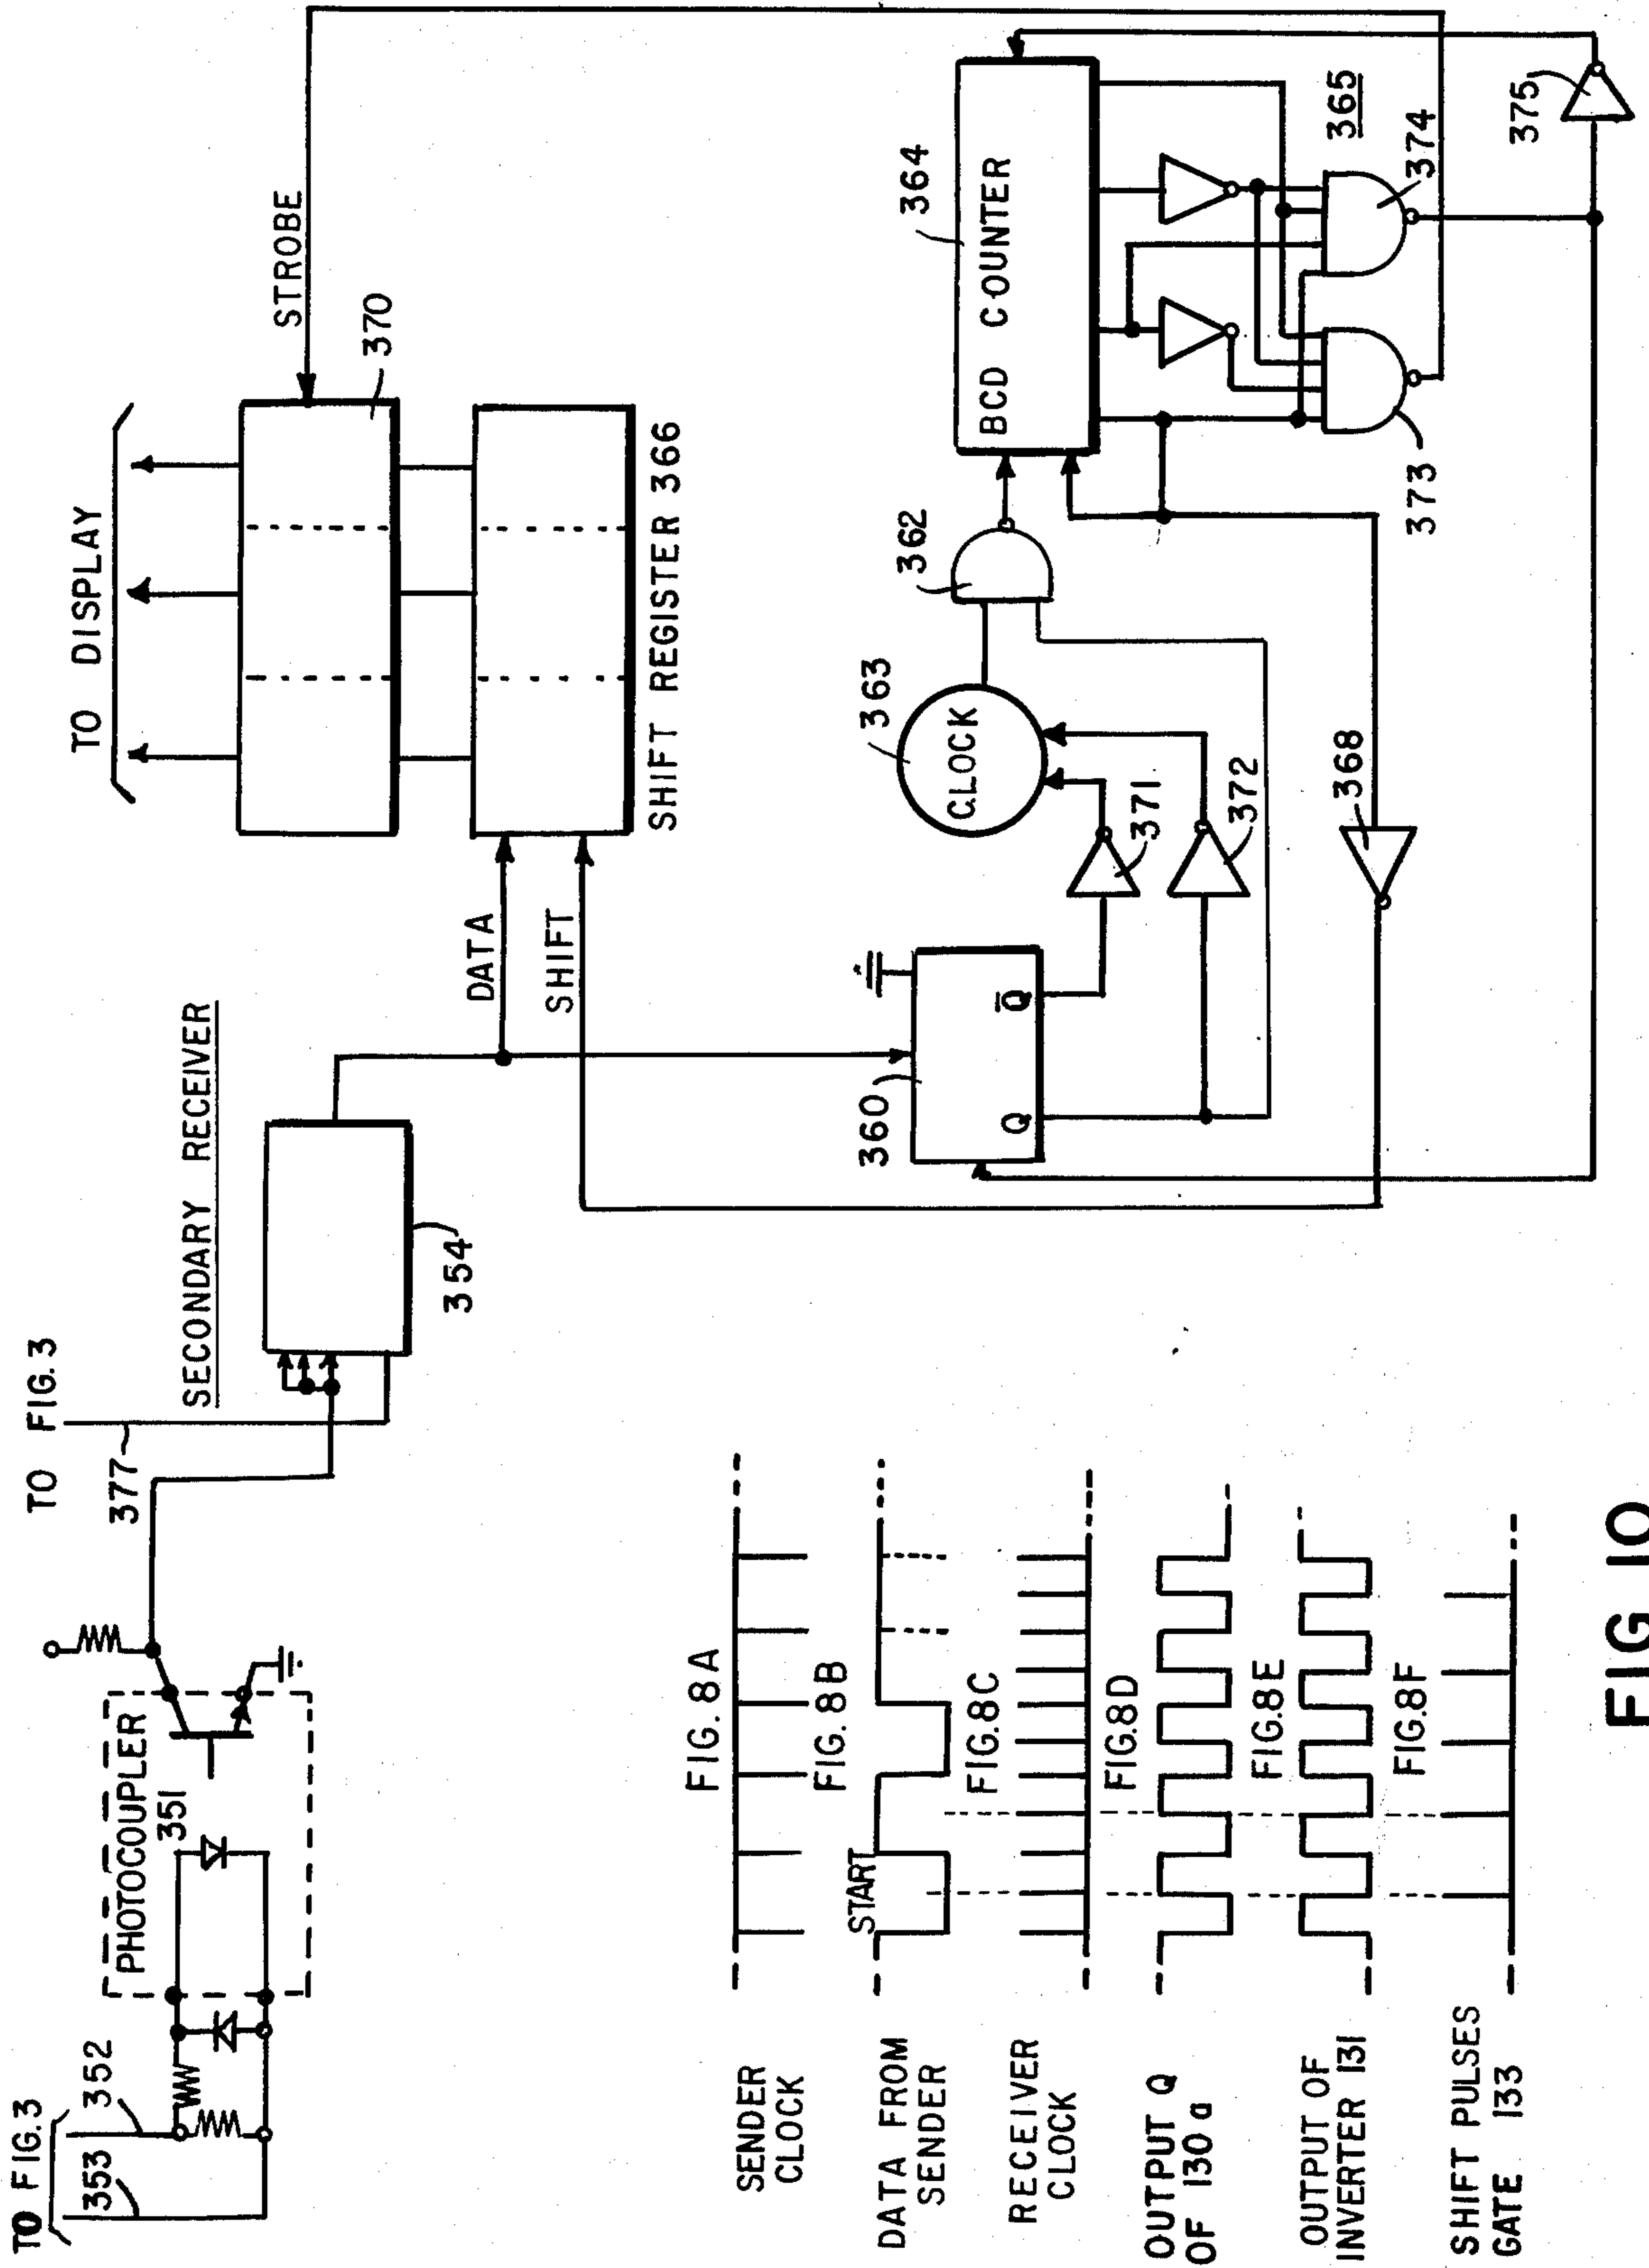 TO FIG.3
353
352
PHOTOCOUPLER
351
TO FIG.3
377
SECONDARY RECEIVER
354
DATA
SHIFT
TO DISPLAY
370
STROBE
SHIFT REGISTER 366
360
Q
Q̅
371
372
CLOCK
363
362
BCD COUNTER
364
365
373
374
375
368
SENDER
CLOCK
FIG. 8A
DATA FROM
SENDER
START
FIG. 8B
RECEIVER
CLOCK
FIG.8C
OUTPUT Q
OF 130a
FIG.8D
OUTPUT OF
INVERTER 131
FIG.8E
SHIFT PULSES
GATE 133
FIG.8F
FIG 10